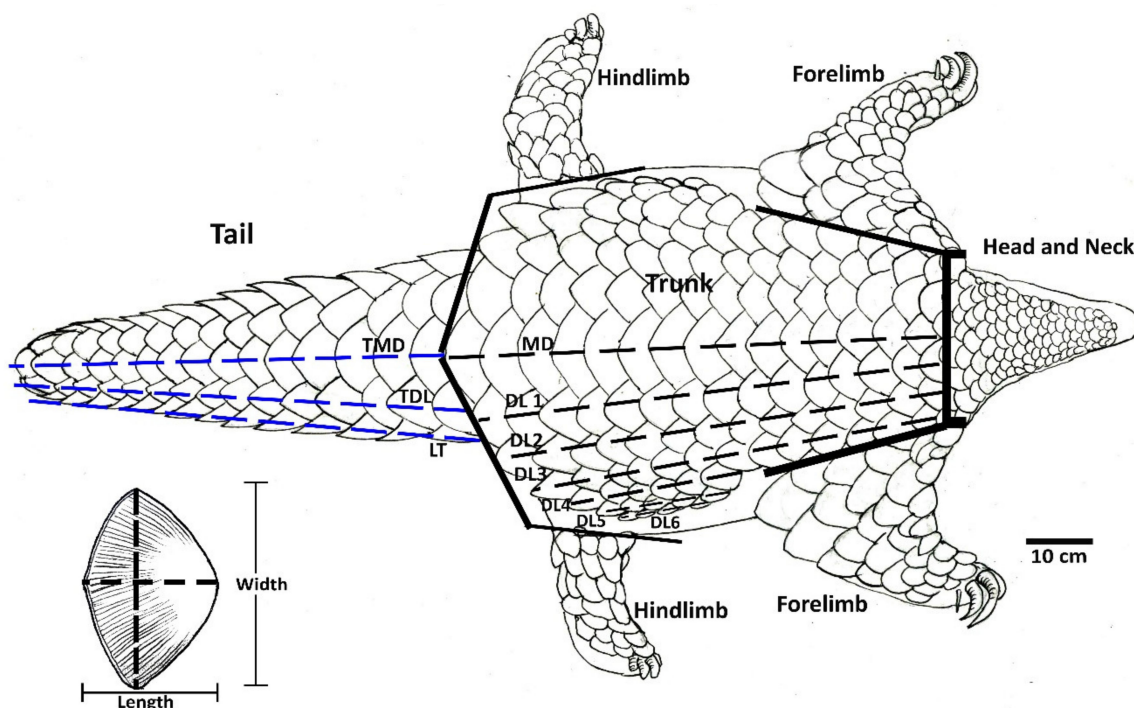 Hindlimb
Forelimb
Tail
Head and Neck
Trunk
TMD
MD
TDL
DL 1
LT
DL2
DL3
DL4
DL5
DL6
10 cm
Width
Hindlimb
Forelimb
Length